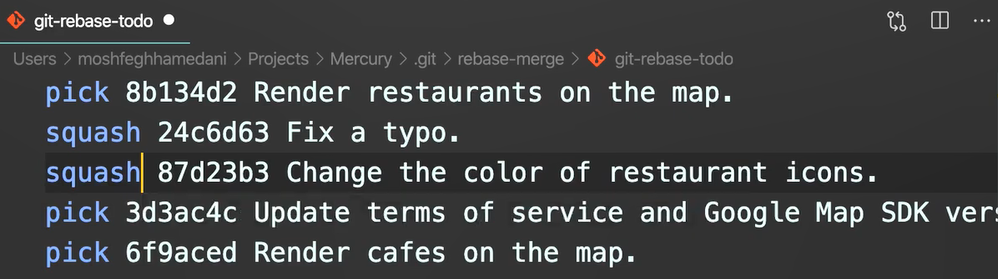 git-rebase-todo
Users > moshfeghhamedani > Projects > Mercury > .git > rebase-merge > git-rebase-todo
pick 8b134d2 Render restaurants on the map.
squash 24c6d63 Fix a typo.
squash 87d23b3 Change the color of restaurant icons.
pick 3d3ac4c Update terms of service and Google Map SDK vers
pick 6f9aced Render cafes on the map.